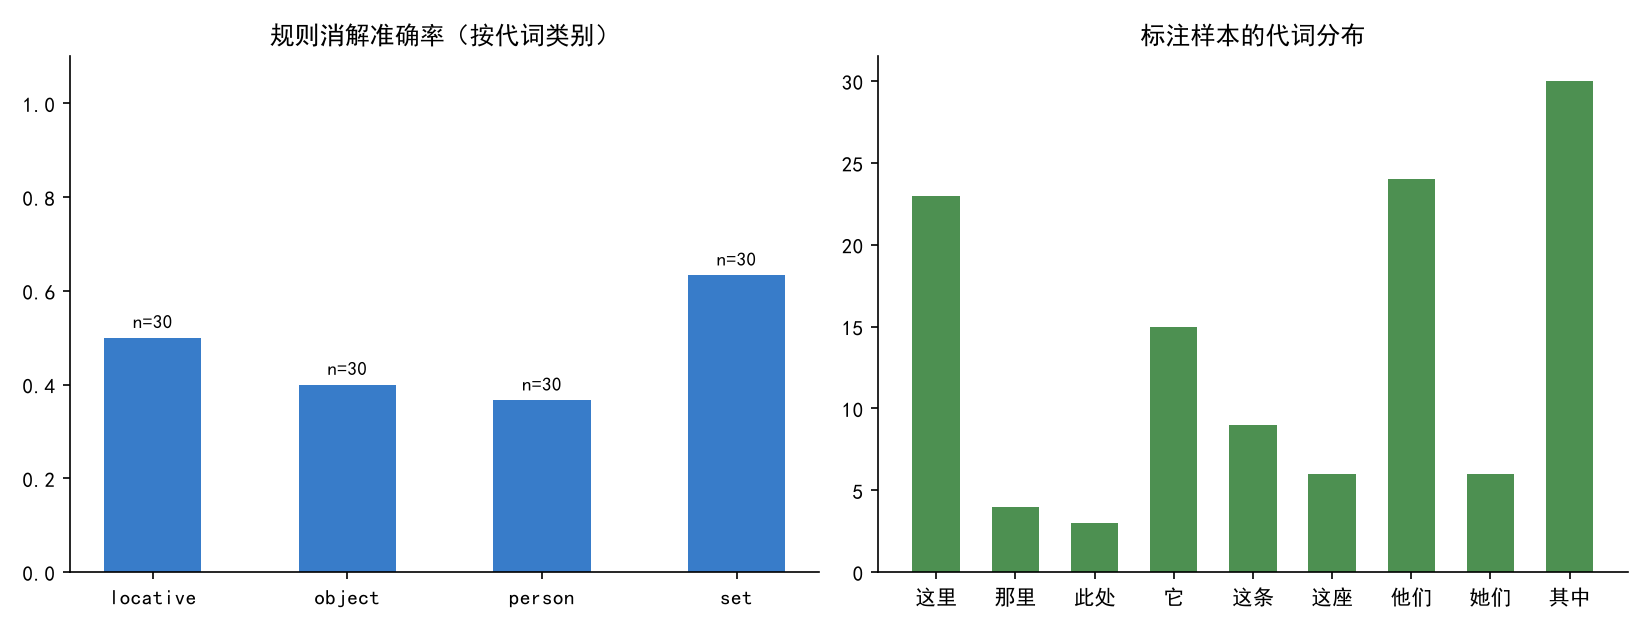 规则消解准确率（按代词类别）
1.0
0.8
0.6
0.4
0.2
0.0
n=30
n=30
n=30
n=30
locative object person set
标注样本的代词分布
30
25
20
15
10
5
0
这里 那里 此处 它 这条 这座 他们 她们 其中